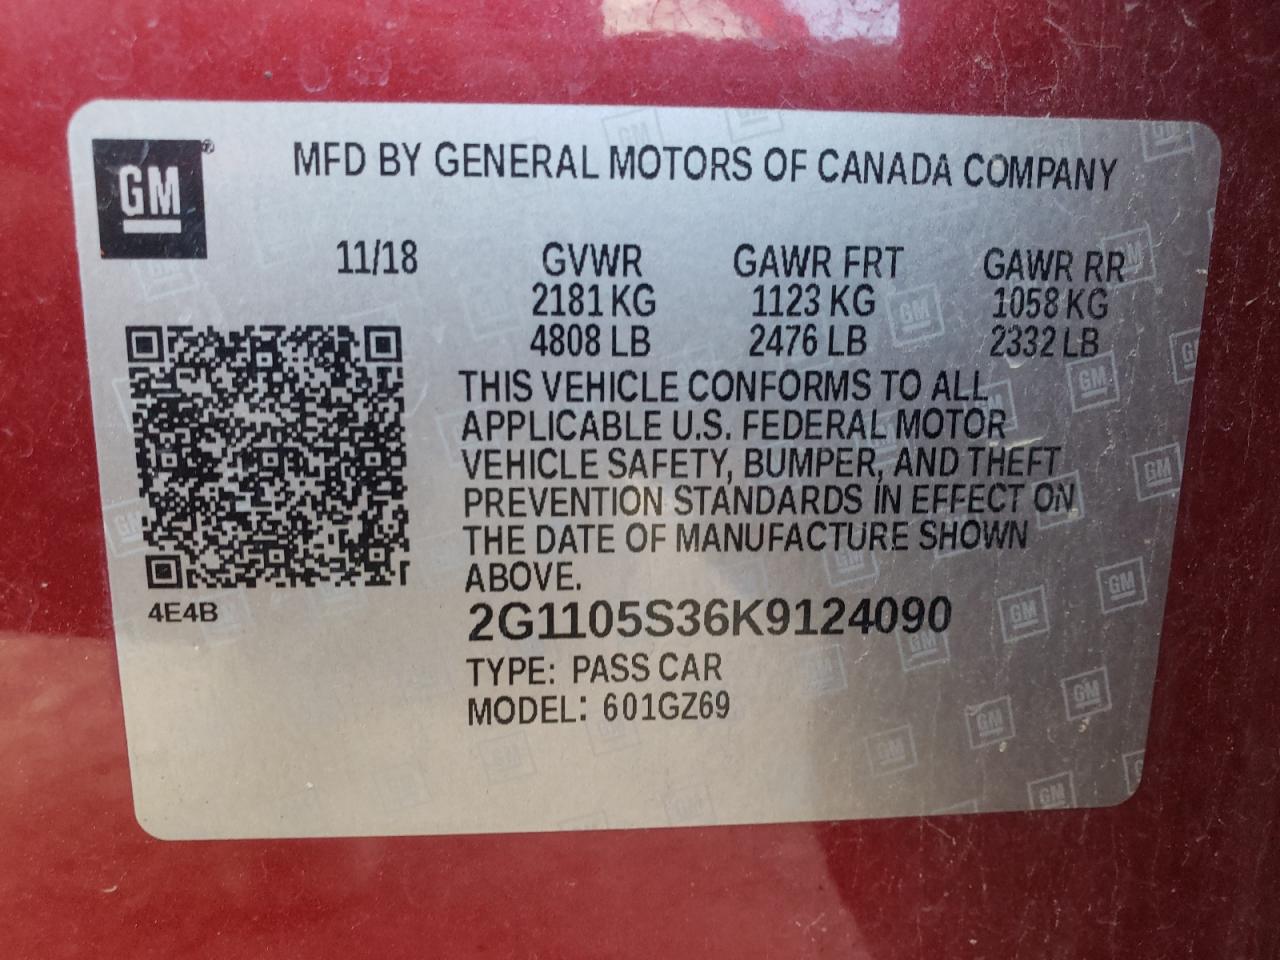 GM®
MFD BY GENERAL MOTORS OF CANADA COMPANY
11/18 GVWR GAWR FRT GAWR RR
2181 KG 1123 KG 1058 KG
4808 LB 2476 LB 2332 LB
THIS VEHICLE CONFORMS TO ALL
APPLICABLE U.S. FEDERAL MOTOR
VEHICLE SAFETY, BUMPER, AND THEFT
PREVENTION STANDARDS IN EFFECT ON
THE DATE OF MANUFACTURE SHOWN
ABOVE.
4E4B
2G1105S36K9124090
TYPE: PASS CAR
MODEL: 601GZ69